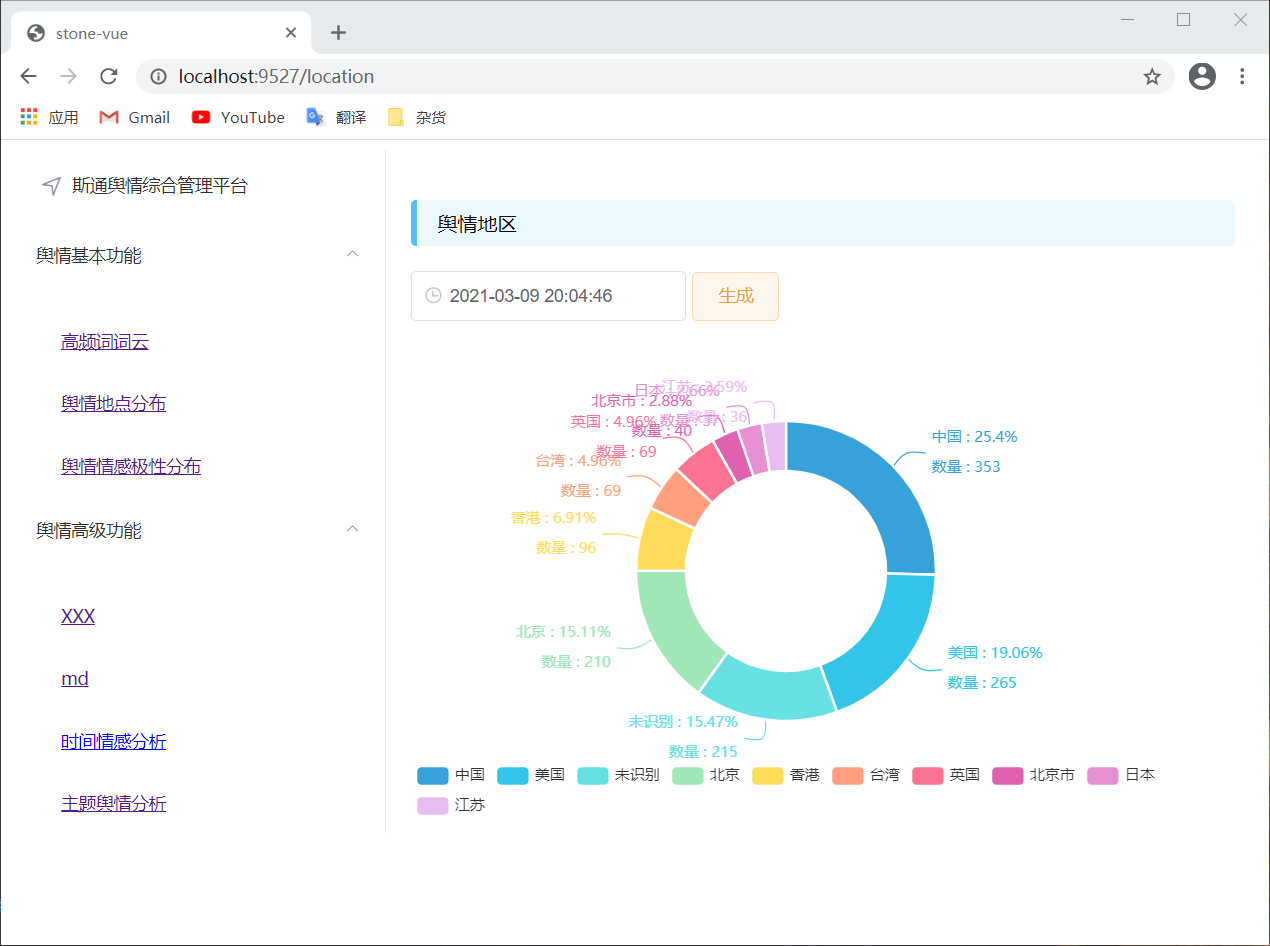 stone-vue
localhost:9527/location
应用 Gmail YouTube 翻译 杂货
斯通舆情综合管理平台
舆情基本功能
高频词词云
舆情地点分布
舆情情感极性分布
舆情高级功能
XXX
md
时间情感分析
主题舆情分析
舆情地区
2021-03-09 20:04:46 生成
江苏 : 2.59%
数量 : 36
日本 : 2.66%
数量 : 37
北京市 : 2.88%
数量 : 40
英国 : 4.96%
数量 : 69
台湾 : 4.96%
数量 : 69
香港 : 6.91%
数量 : 96
北京 : 15.11%
数量 : 210
未识别 : 15.47%
数量 : 215
中国 : 25.4%
数量 : 353
美国 : 19.06%
数量 : 265
中国 美国 未识别 北京 香港 台湾 英国 北京市 日本
江苏